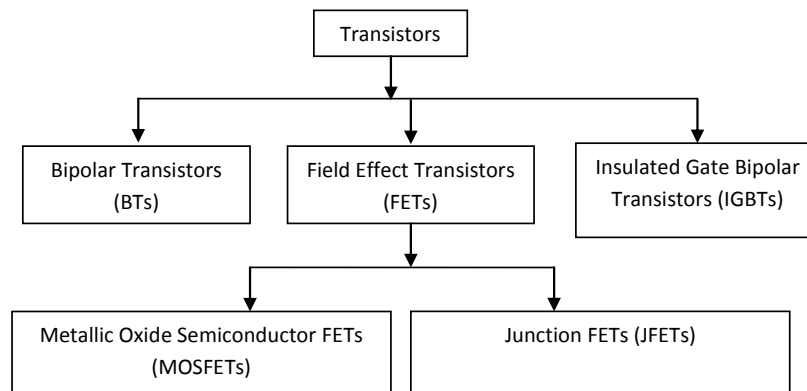 Transistors
Bipolar Transistors
(BTs)
Field Effect Transistors
(FETs)
Insulated Gate Bipolar
Transistors (IGBTs)
Metallic Oxide Semiconductor FETs
(MOSFETs)
Junction FETs (JFETs)